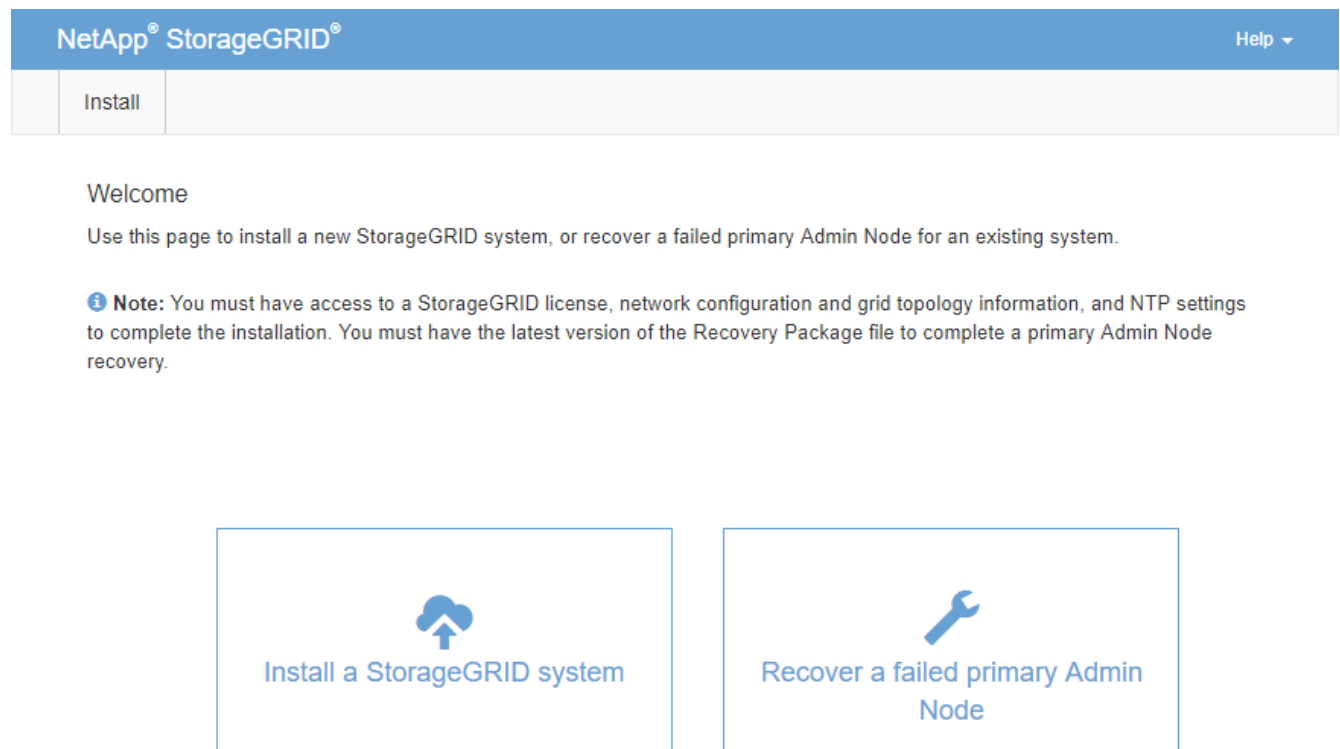 NetApp® StorageGRID®
Help
Install
Welcome
Use this page to install a new StorageGRID system, or recover a failed primary Admin Node for an existing system.
Note: You must have access to a StorageGRID license, network configuration and grid topology information, and NTP settings
to complete the installation. You must have the latest version of the Recovery Package file to complete a primary Admin Node
recovery.
Install a StorageGRID system
Recover a failed primary Admin
Node